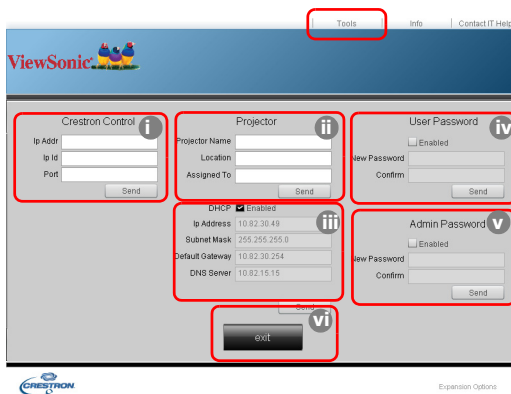 Tools Info Contact IT Help
ViewSonic
Crestron Control i
Ip Addr
Ip Id
Port
Send
Projector ii
Projector Name
Location
Assigned To
Send
User Password iv
Enabled
New Password
Confirm
Send
DHCP Enabled iii
Ip Address 10.82.30.49
Subnet Mask 255.255.255.0
Default Gateway 10.82.30.254
DNS Server 10.82.15.15
Send
Admin Password v
Enabled
New Password
Confirm
Send
vi
exit
CRESTRON
Expansion Options